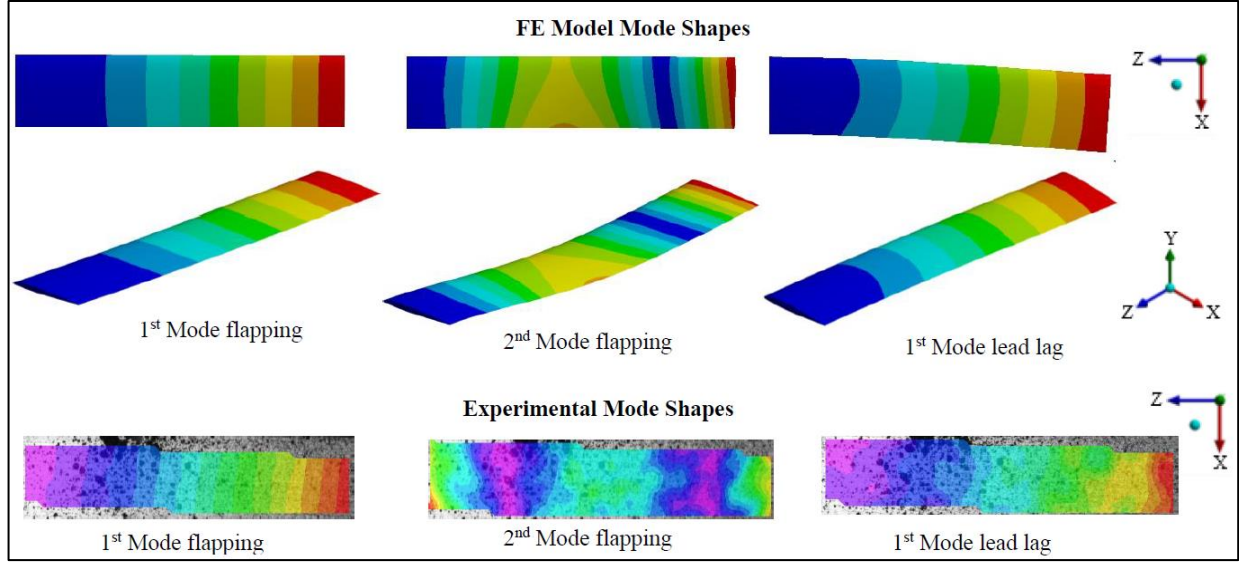 FE Model Mode Shapes
Z
X
1st Mode flapping
2nd Mode flapping
1st Mode lead lag
Y
Z
X
Experimental Mode Shapes
Z
X
1st Mode flapping
2nd Mode flapping
1st Mode lead lag